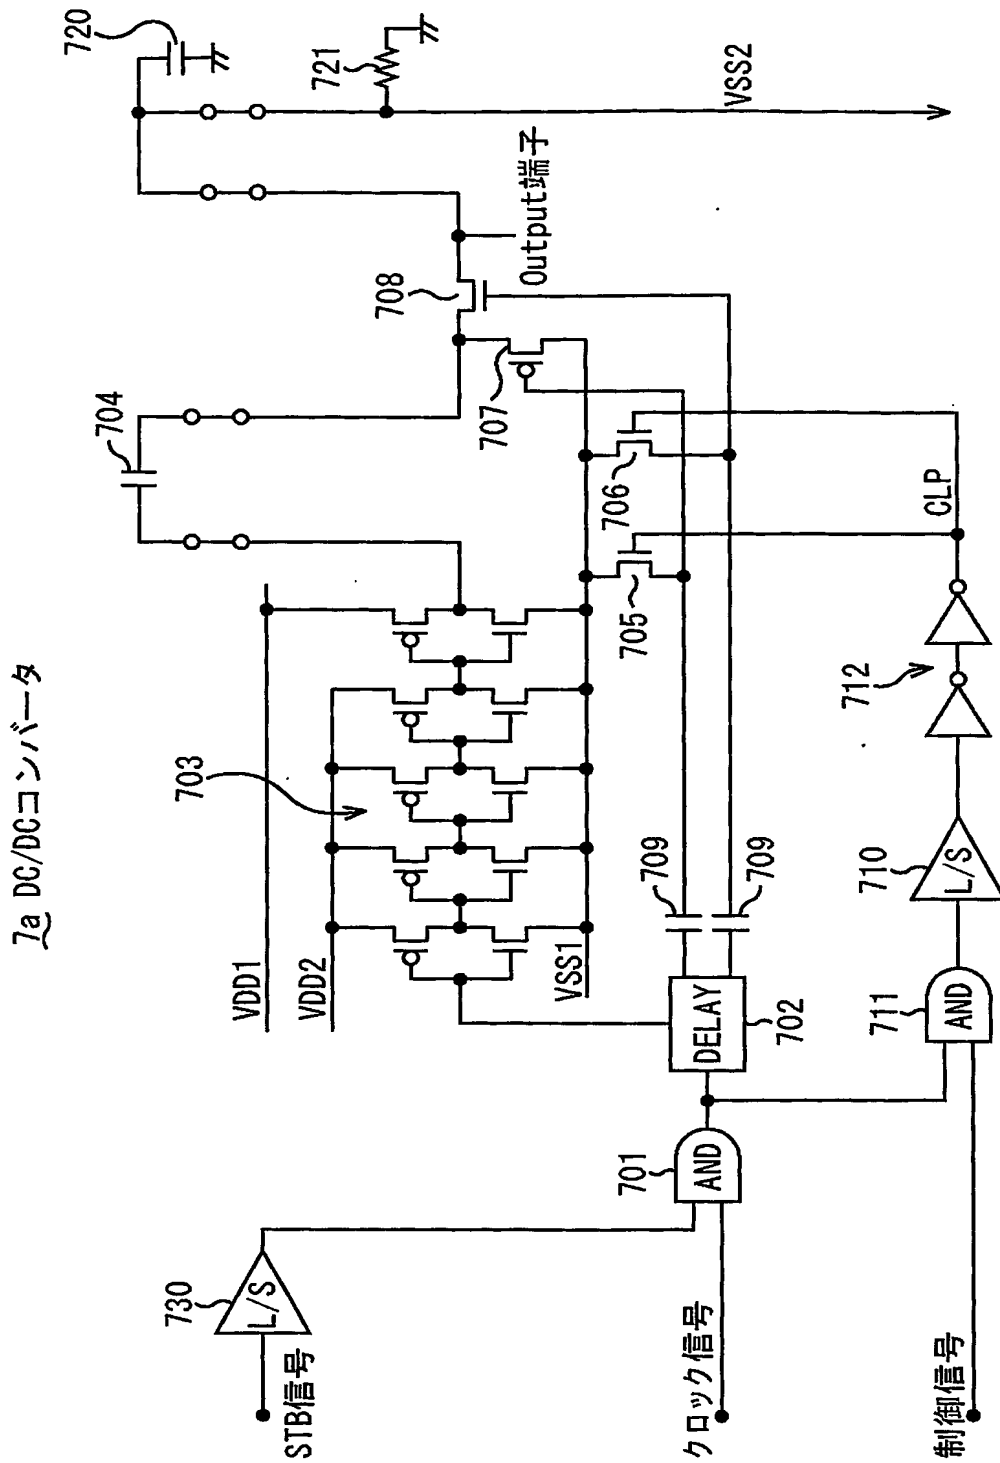 7a DC/DCコンバータ
VDD1
VDD2
703
704
720
721
VSS2
708
Output端子
707
706
705
VSS1
CLP
712
709
709
710
L/S
DELAY
702
711
AND
701
AND
730
L/S
STB信号
クロック信号
制御信号